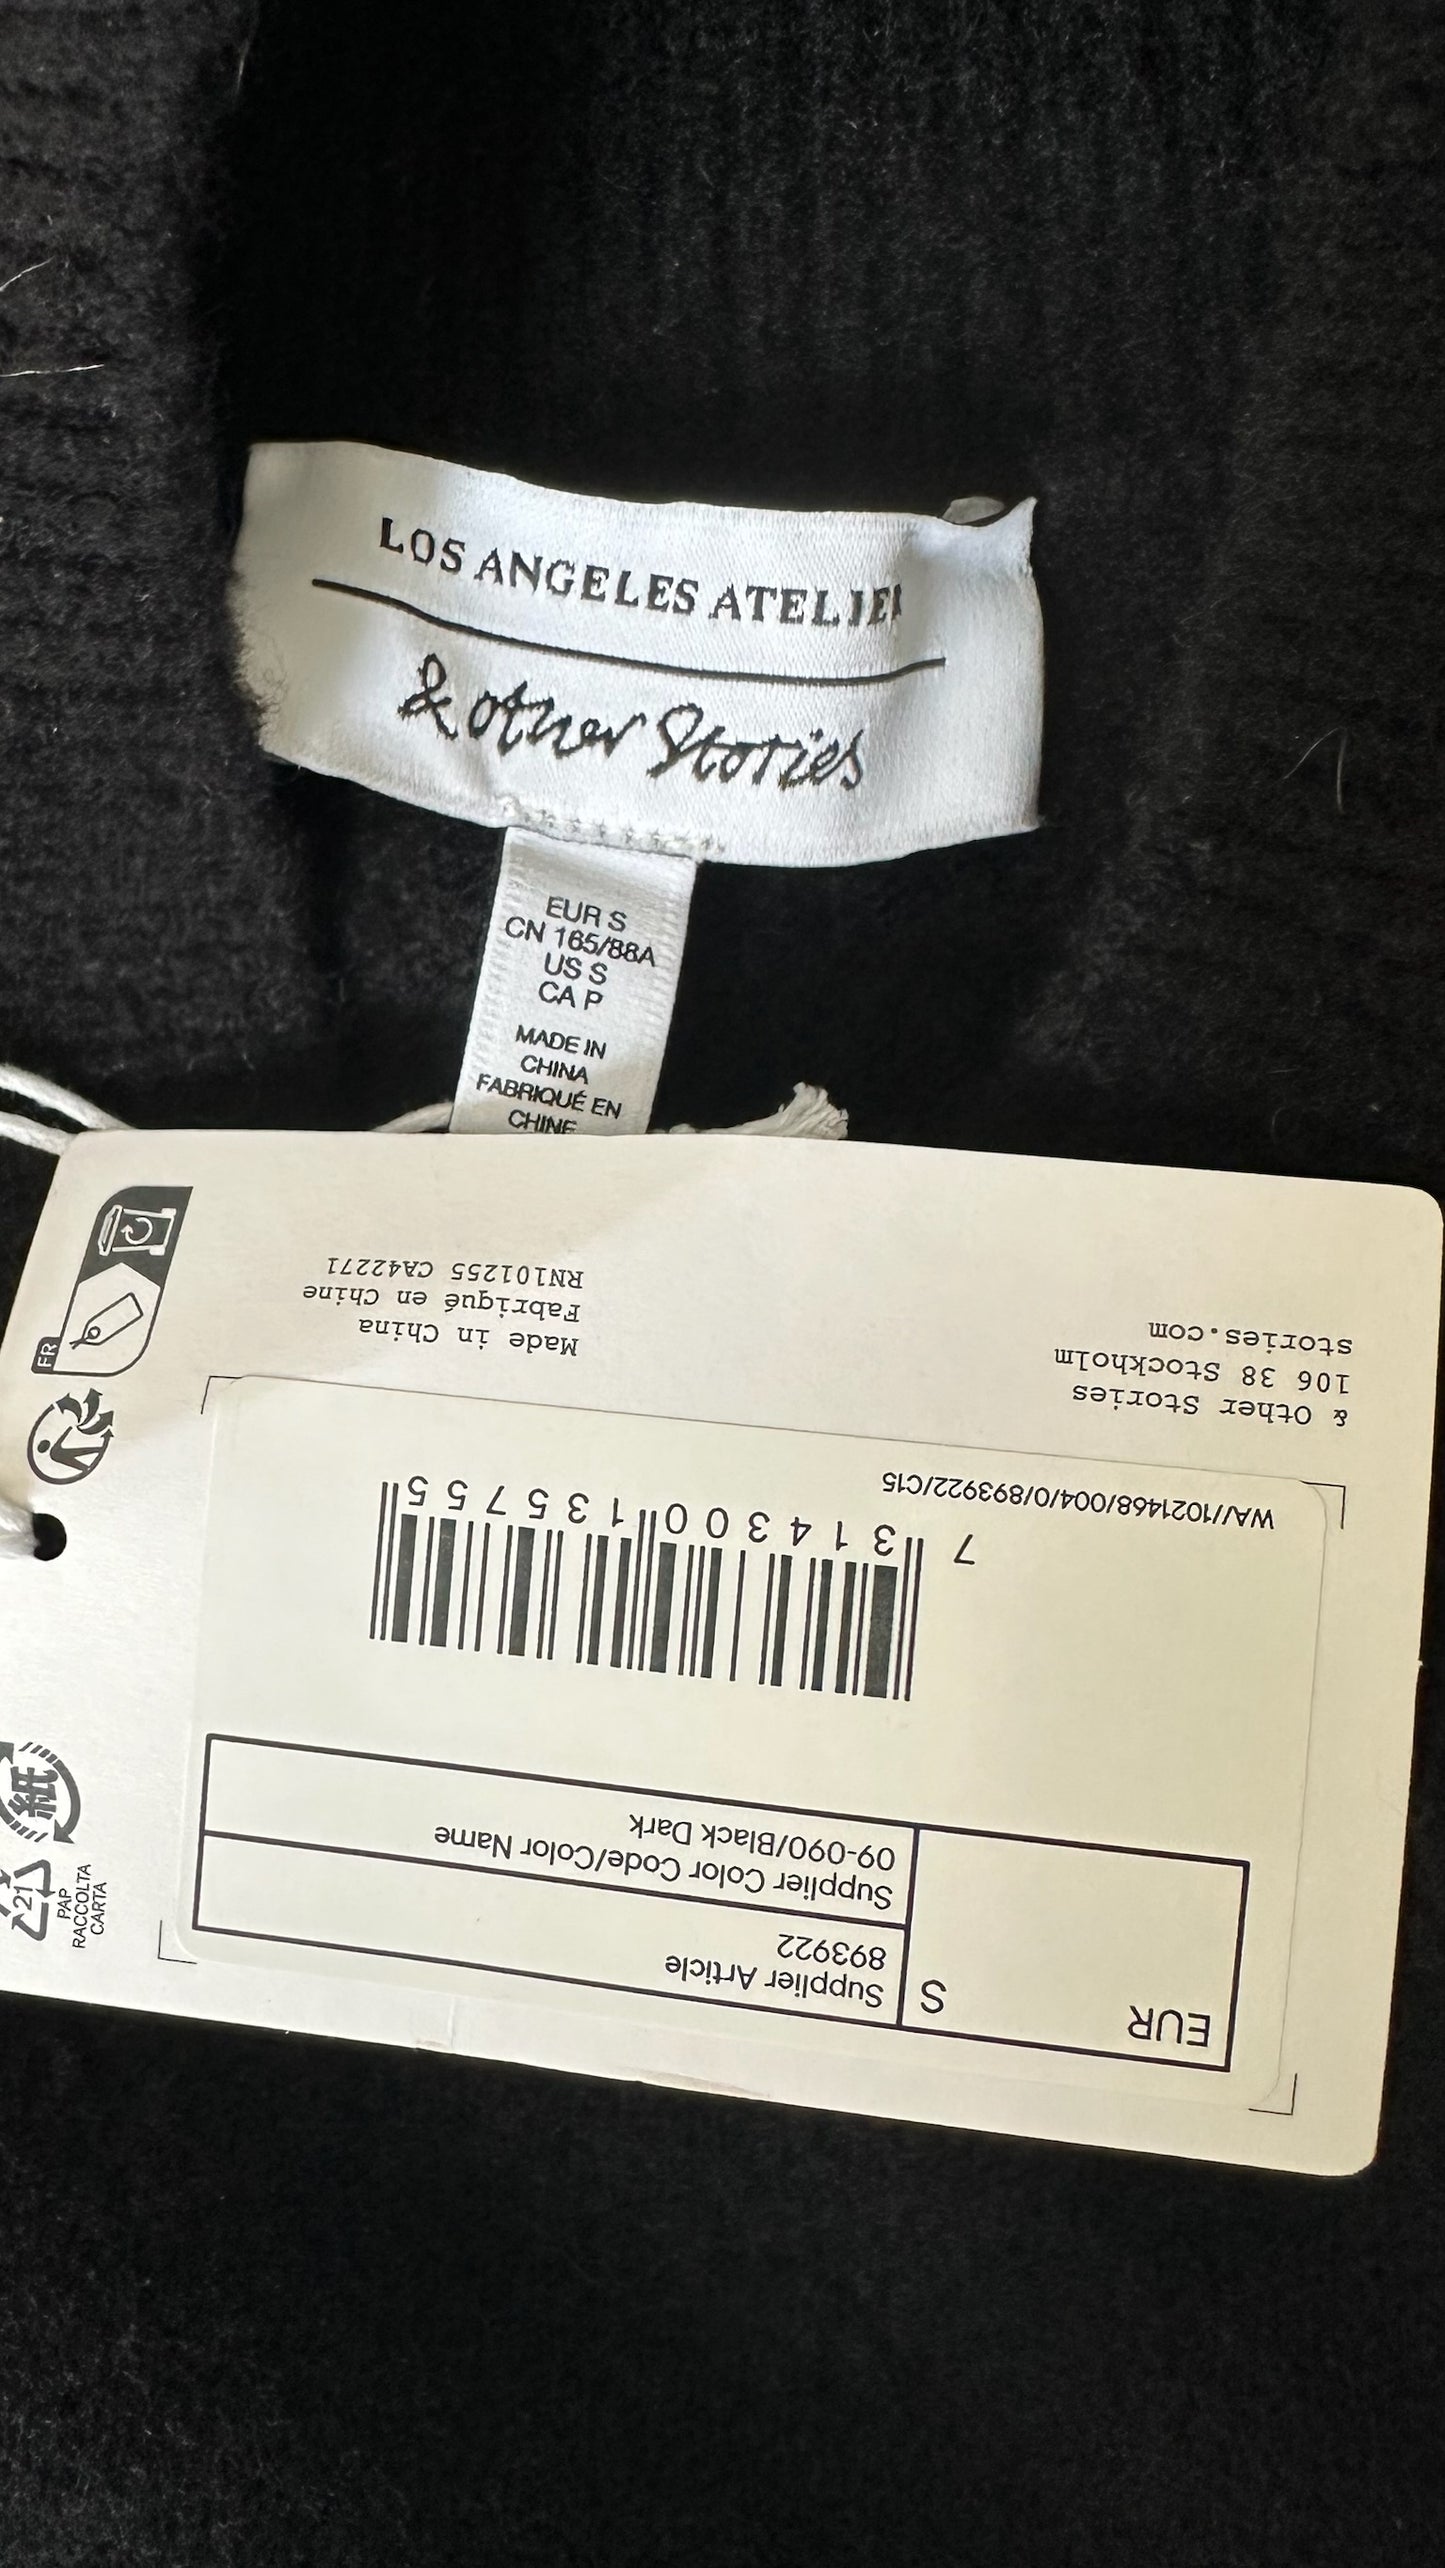 LOS ANGELES ATELIER
& other Stories
EUR S
CN 165/88A
US S
CA P
MADE IN
CHINA
FABRIQUÉ EN
CHINE
& Other Stories
106 38 Stockholm
stories.com
Made in China
Fabriqué en Chine
RN101255 CA42271
FR
EUR S
Supplier Article
893922
Supplier Color Code/Color Name
09-090/Black Dark
7 314300 135755
WA//1021468/004/0/893922/C15
紙
21
PAP
RACCOLTA
CARTA